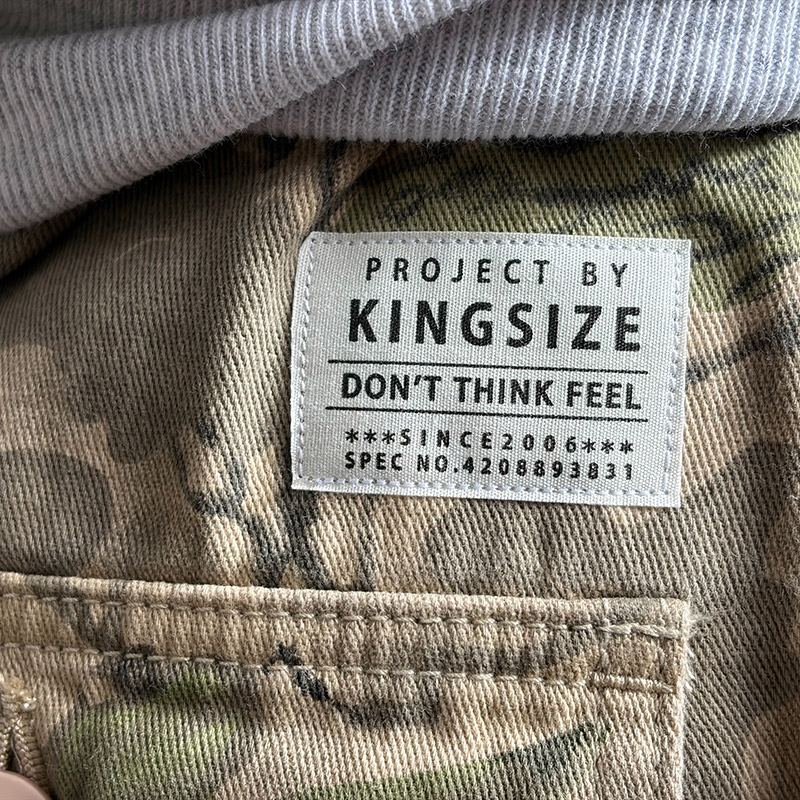 PROJECT BY
KINGSIZE
DON'T THINK FEEL
***SINCE2006***
SPEC NO.4208893831